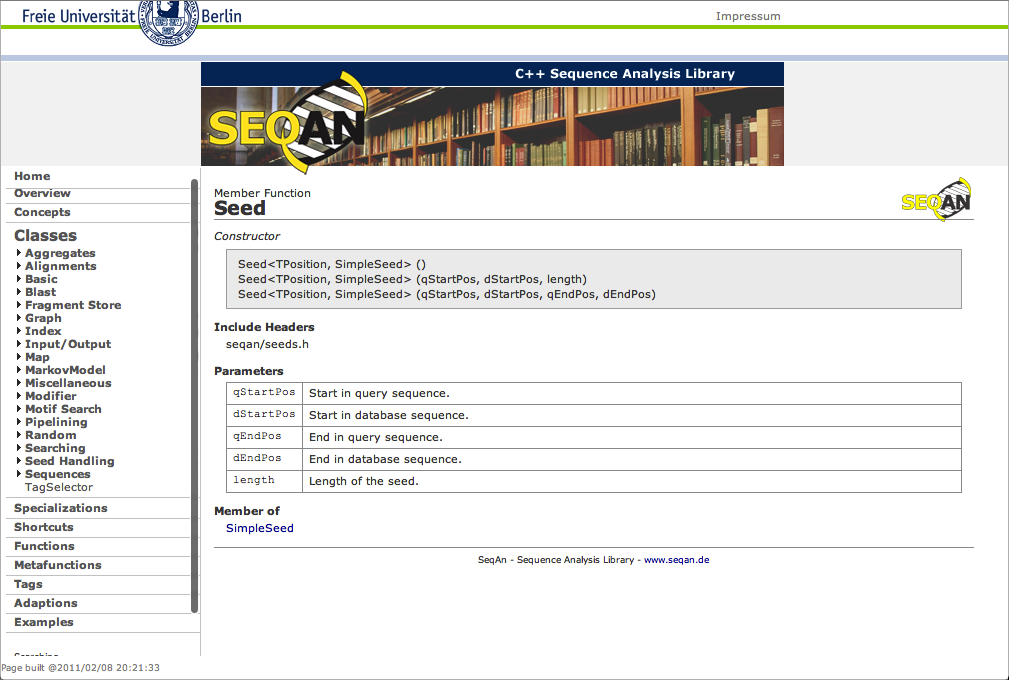 Freie Universität Berlin
Impressum
C++ Sequence Analysis Library
SEQAN
Home
Overview
Concepts
Classes
Aggregates
Alignments
Basic
Blast
Fragment Store
Graph
Index
Input/Output
Map
MarkovModel
Miscellaneous
Modifier
Motif Search
Pipelining
Random
Searching
Seed Handling
Sequences
TagSelector
Specializations
Shortcuts
Functions
Metafunctions
Tags
Adaptions
Examples
Searching
Page built @2011/02/08 20:21:33
Member Function
Seed
SEQAN
Constructor
Seed<TPosition, SimpleSeed> ()
Seed<TPosition, SimpleSeed> (qStartPos, dStartPos, length)
Seed<TPosition, SimpleSeed> (qStartPos, dStartPos, qEndPos, dEndPos)
Include Headers
seqan/seeds.h
Parameters
qStartPos Start in query sequence.
dStartPos Start in database sequence.
qEndPos End in query sequence.
dEndPos End in database sequence.
length Length of the seed.
Member of
SimpleSeed
SeqAn - Sequence Analysis Library - www.seqan.de